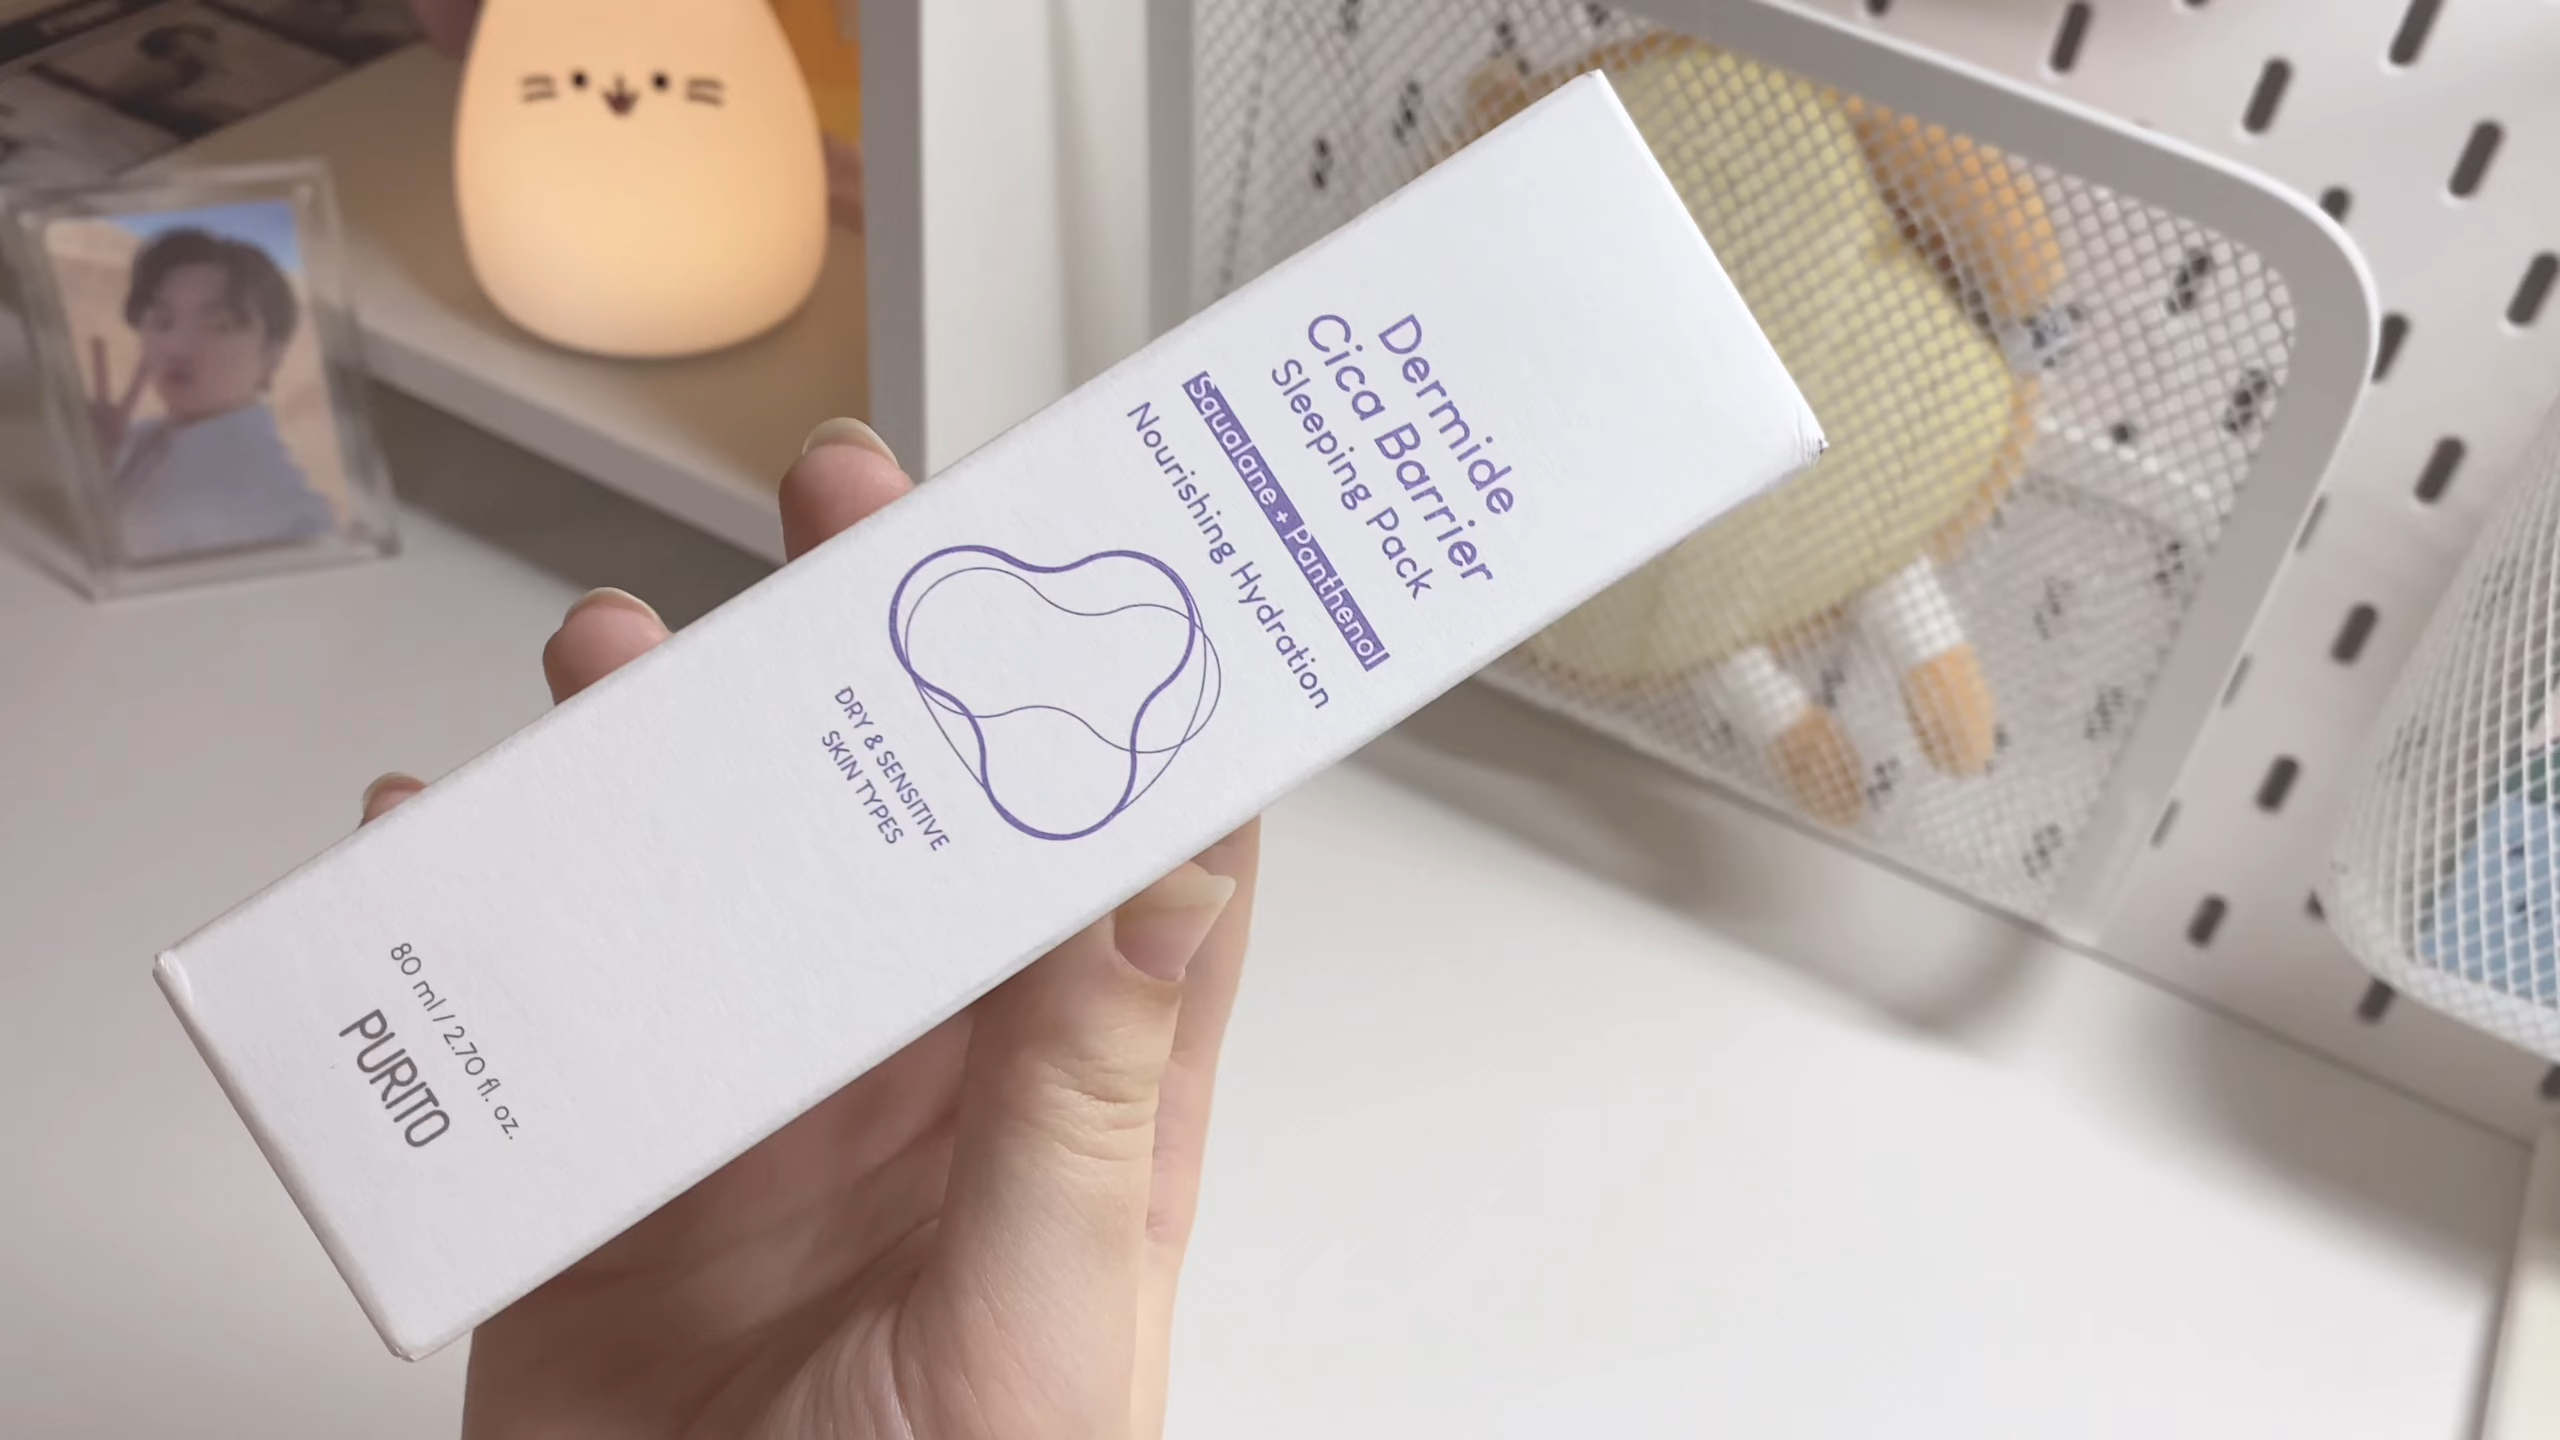 Dermide
Cica Barrier
Sleeping Pack
Squalane + Panthenol
Nourishing Hydration
DRY & SENSITIVE
SKIN TYPES
80 ml / 2.70 fl. oz.
PURITO